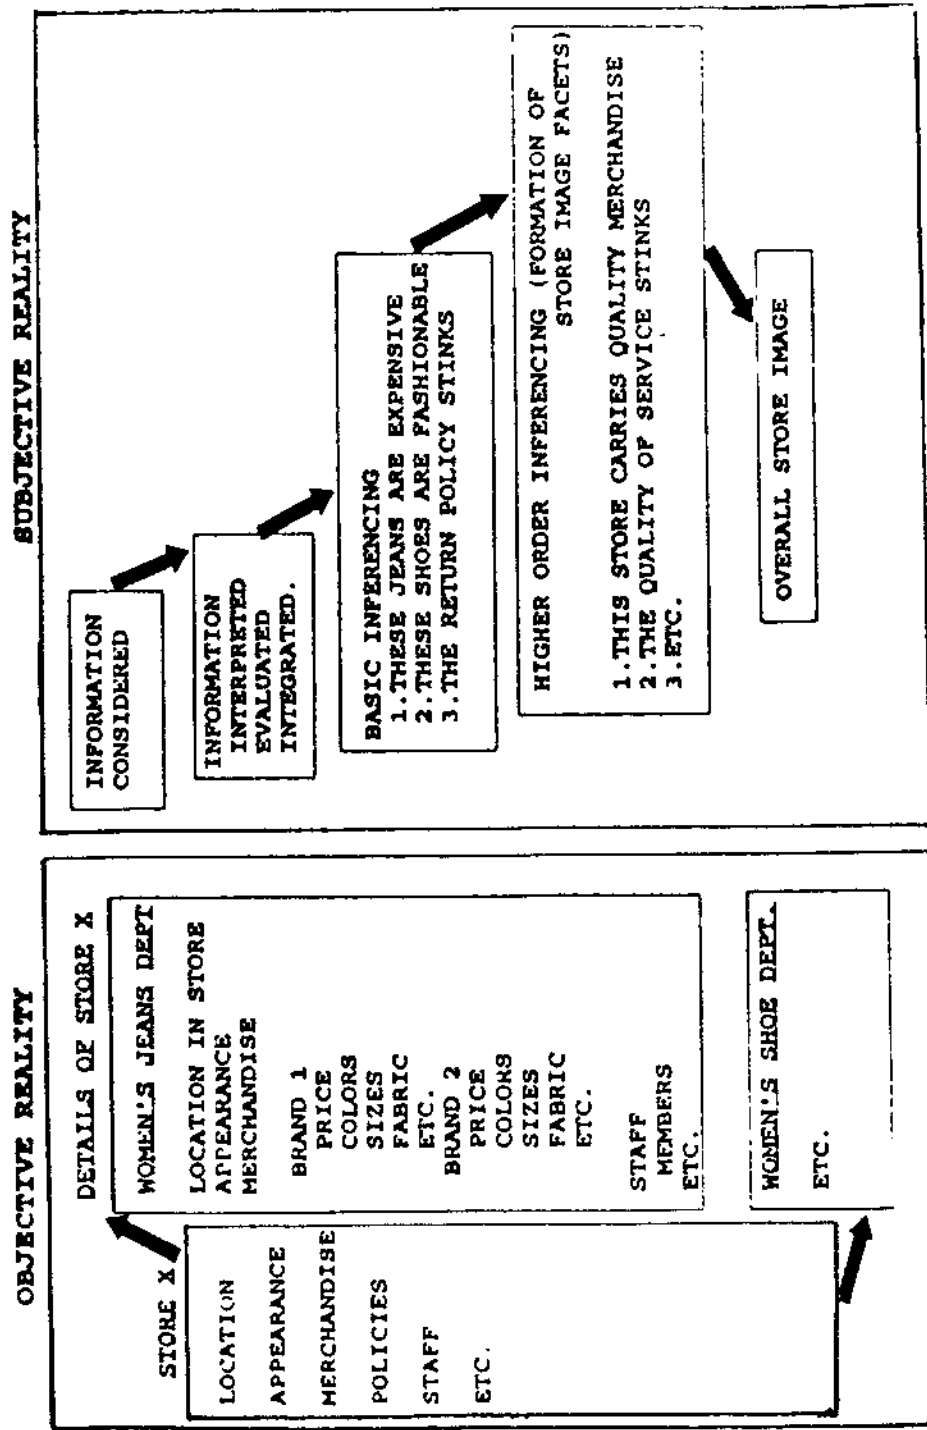 OBJECTIVE REALITY
STORE X
LOCATION
APPEARANCE
MERCHANDISE
POLICIES
STAFF
ETC.
DETAILS OF STORE X
WOMEN'S JEANS DEPT
LOCATION IN STORE
APPEARANCE
MERCHANDISE
BRAND 1
PRICE
COLORS
SIZES
FABRIC
ETC.
BRAND 2
PRICE
COLORS
SIZES
FABRIC
ETC.
STAFF
MEMBERS
ETC.
WOMEN'S SHOE DEPT.
ETC.
SUBJECTIVE REALITY
INFORMATION
CONSIDERED
INFORMATION
INTERPRETED
EVALUATED
INTEGRATED.
BASIC INFERENCING
1.THESE JEANS ARE EXPENSIVE
2.THESE SHOES ARE FASHIONABLE
3.THE RETURN POLICY STINKS
HIGHER ORDER INFERENCING (FORMATION OF
STORE IMAGE FACETS)
1.THIS STORE CARRIES QUALITY MERCHANDISE
2.THE QUALITY OF SERVICE STINKS
3.ETC.
OVERALL STORE IMAGE